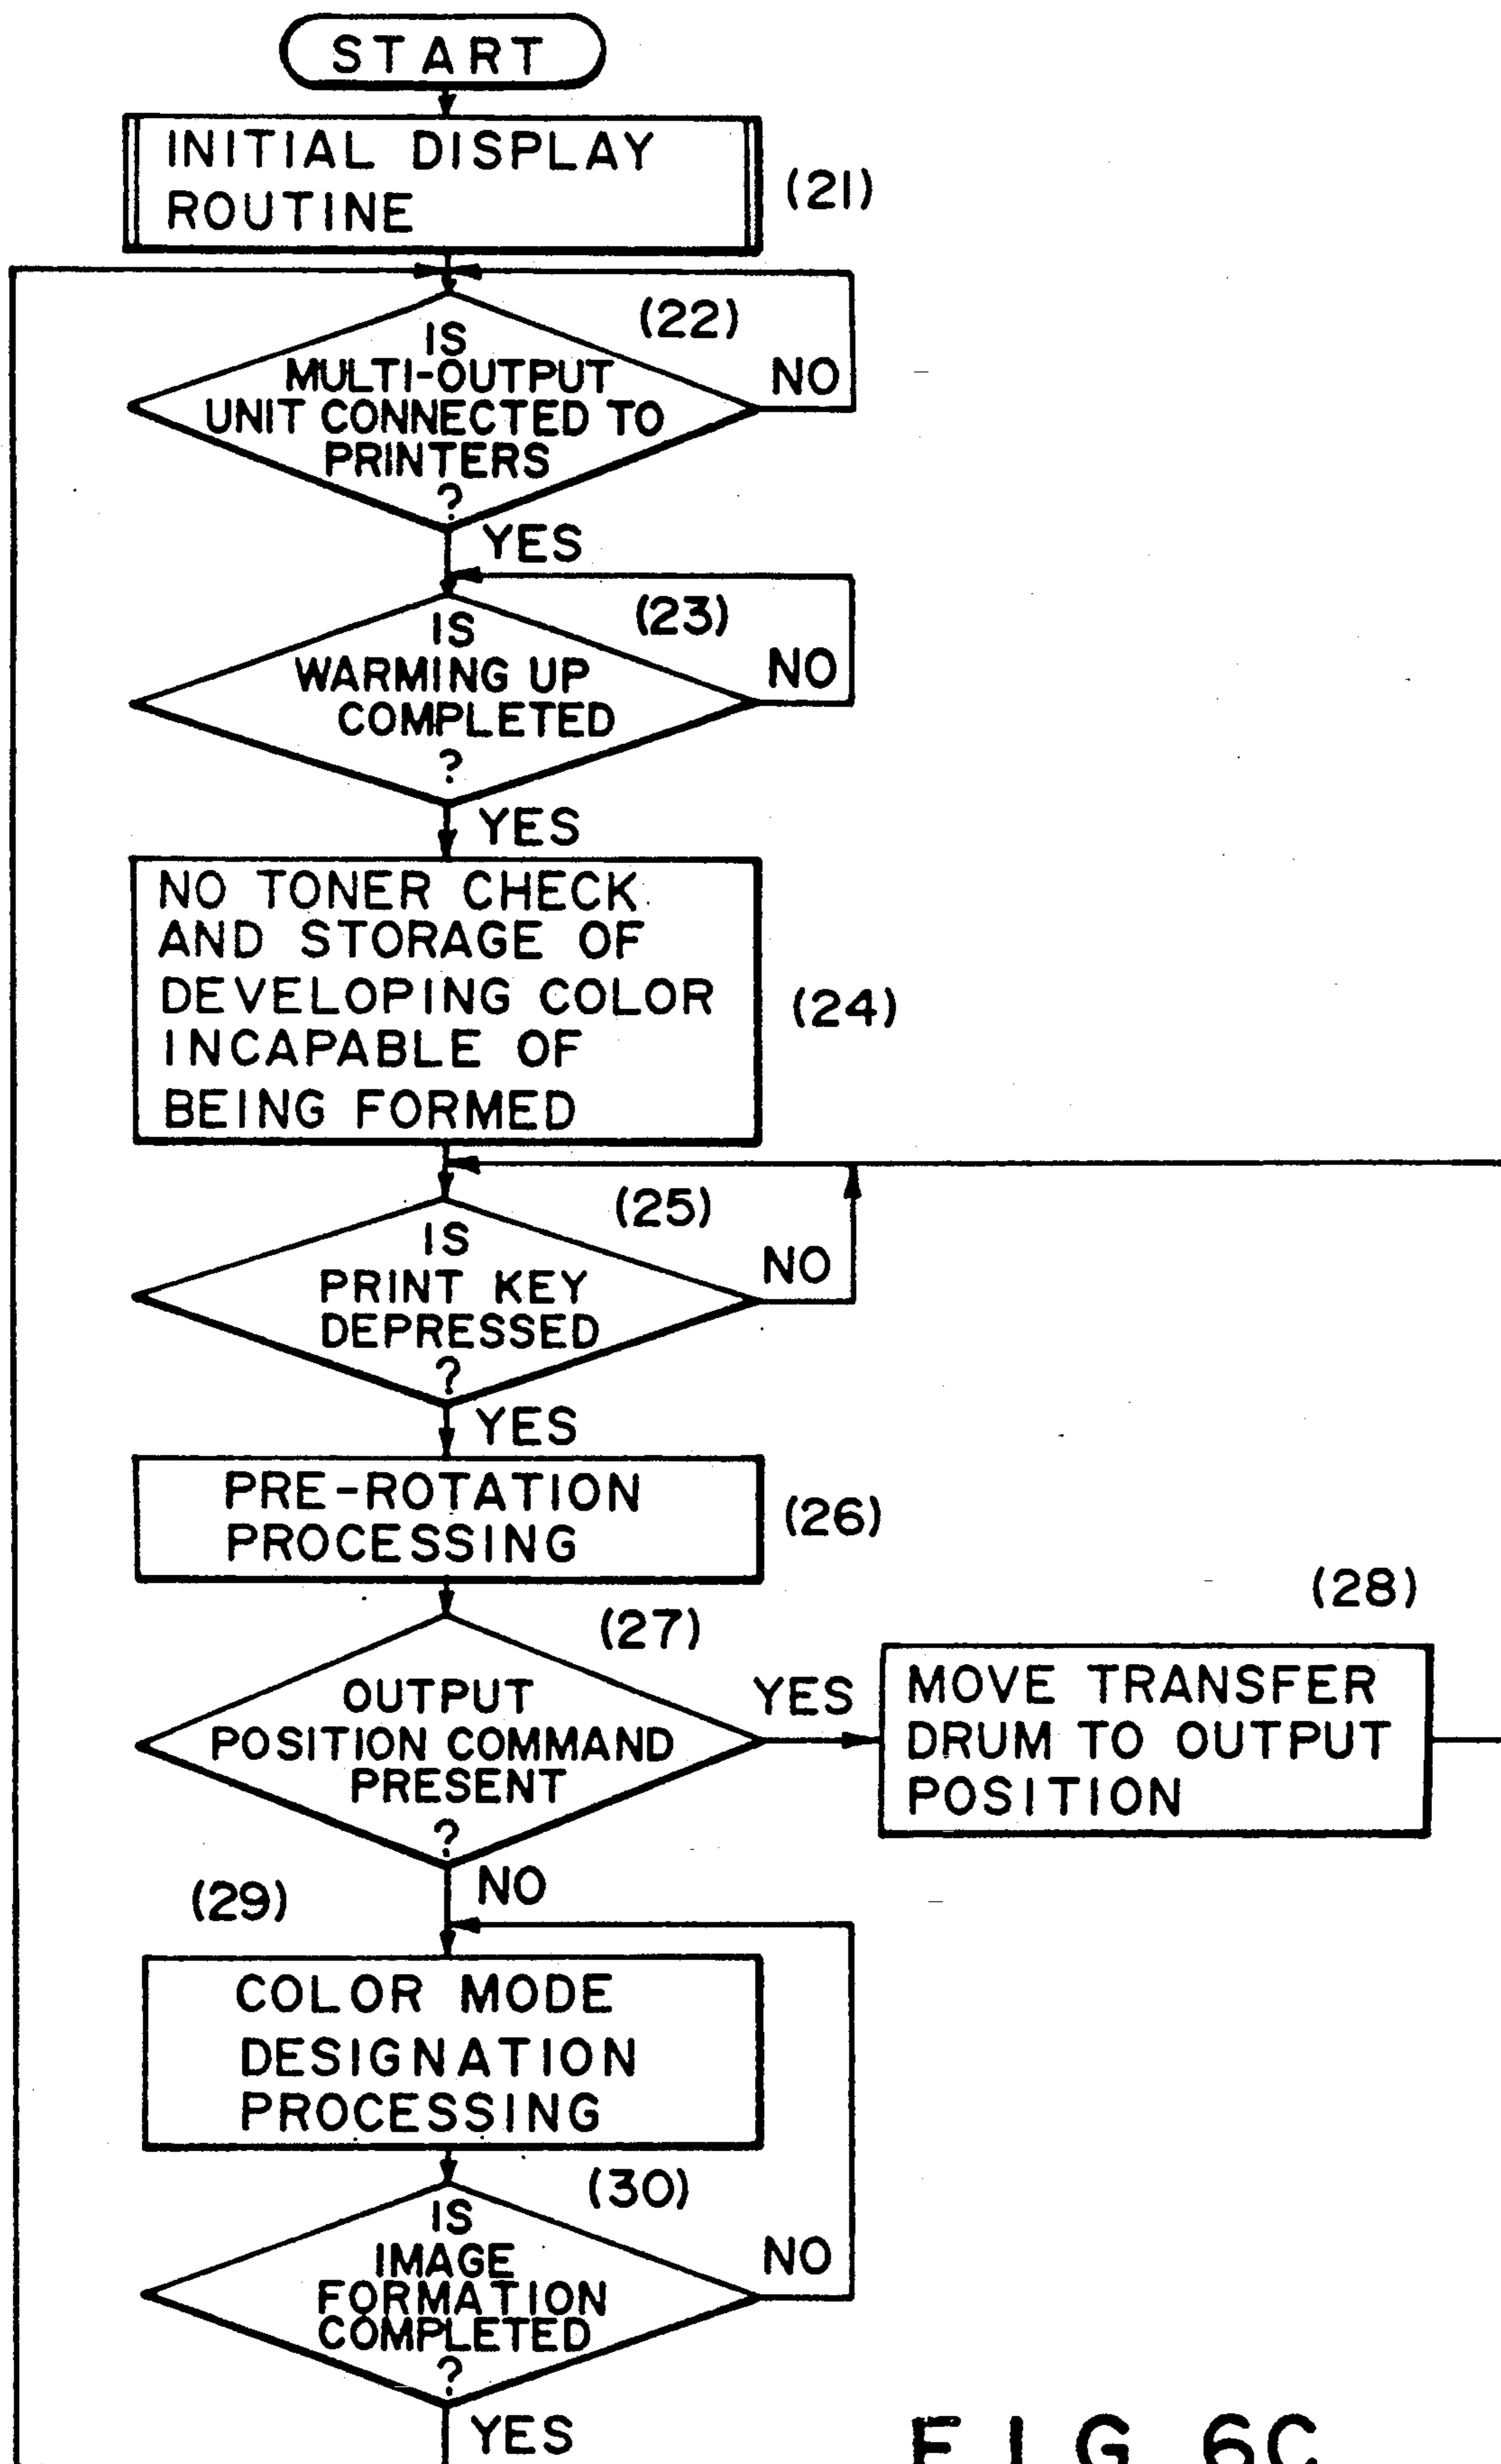 START
INITIAL DISPLAY
ROUTINE
(21)
(22)
IS
MULTI-OUTPUT
UNIT CONNECTED TO
PRINTERS
?
NO
YES
(23)
IS
WARMING UP
COMPLETED
?
NO
YES
NO TONER CHECK
AND STORAGE OF
DEVELOPING COLOR
INCAPABLE OF
BEING FORMED
(24)
(25)
IS
PRINT KEY
DEPRESSED
?
NO
YES
PRE-ROTATION
PROCESSING
(26)
(27)
OUTPUT
POSITION COMMAND
PRESENT
?
YES
(28)
MOVE TRANSFER
DRUM TO OUTPUT
POSITION
NO
(29)
COLOR MODE
DESIGNATION
PROCESSING
(30)
IS
IMAGE
FORMATION
COMPLETED
?
NO
YES
FIG. 6C